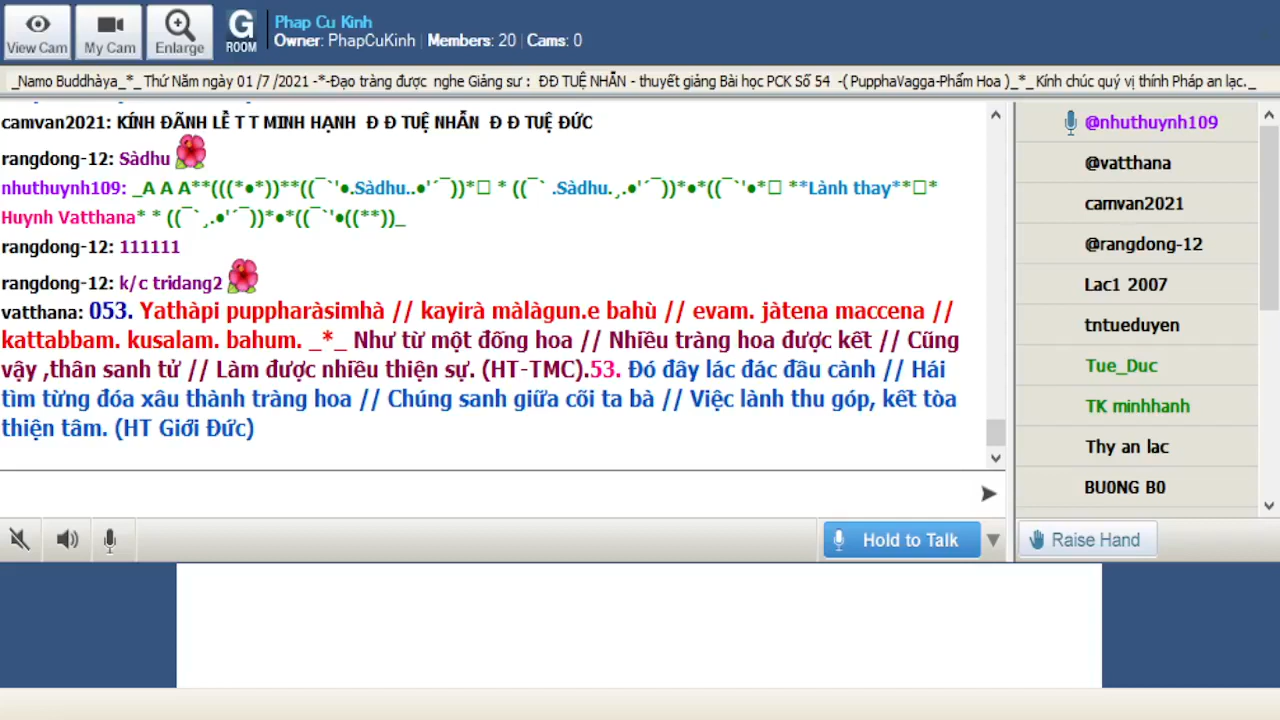 View Cam
My Cam
Enlarge
G
ROOM
Phap Cu Kinh
Owner: PhapCuKinh | Members: 20 | Cams: 0
_Namo Buddhàya_*_ Thứ Năm ngày 01 /7 /2021 -*-Đạo tràng được nghe Giảng sư : ĐĐ TUỆ NHẪN - thuyết giảng Bài học PCK Số 54 -( PupphaVagga-Phẩm Hoa )_*_Kính chúc quý vị thính Pháp an lạc._
camvan2021: KÍNH ĐÃNH LỄ T T MINH HẠNH Đ Đ TUỆ NHẪN Đ Đ TUỆ ĐỨC
rangdong-12: Sàdhu
nhuthuynh109: _A A A**(((*●*))**((¯`'●.Sàdhu..●'´¯))*□ * ((¯` .Sàdhu.¸.●'´¯))*●*((¯`'●*□ **Lành thay**□*
Huynh Vatthana* * ((¯`¸.●'´¯))*●*((¯`'●((**))_
rangdong-12: 111111
rangdong-12: k/c tridang2
vatthana: 053. Yathàpi puppharàsimhà // kayirà màlàgun.e bahù // evam. jàtena maccena //
kattabbam. kusalam. bahum. _*_ Như từ một đống hoa // Nhiều tràng hoa được kết // Cũng
vậy ,thân sanh tử // Làm được nhiều thiện sự. (HT-TMC).53. Đó đây lác đác đầu cành // Hái
tìm từng đóa xâu thành tràng hoa // Chúng sanh giữa cõi ta bà // Việc lành thu góp, kết tòa
thiện tâm. (HT Giới Đức)
@nhuthuynh109
@vatthana
camvan2021
@rangdong-12
Lac1 2007
tntueduyen
Tue_Duc
TK minhhanh
Thy an lac
BU0NG B0
Hold to Talk
Raise Hand